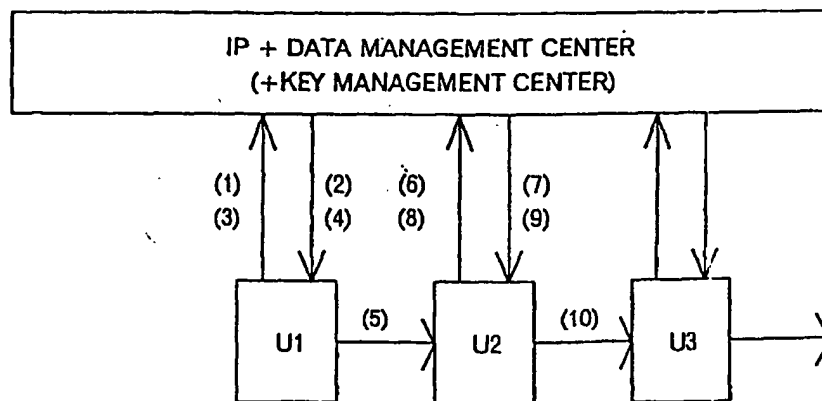 IP + DATA MANAGEMENT CENTER
(+KEY MANAGEMENT CENTER)
(1) (2) (6) (7)
(3) (4) (8) (9)
(5) (10)
U1 U2 U3